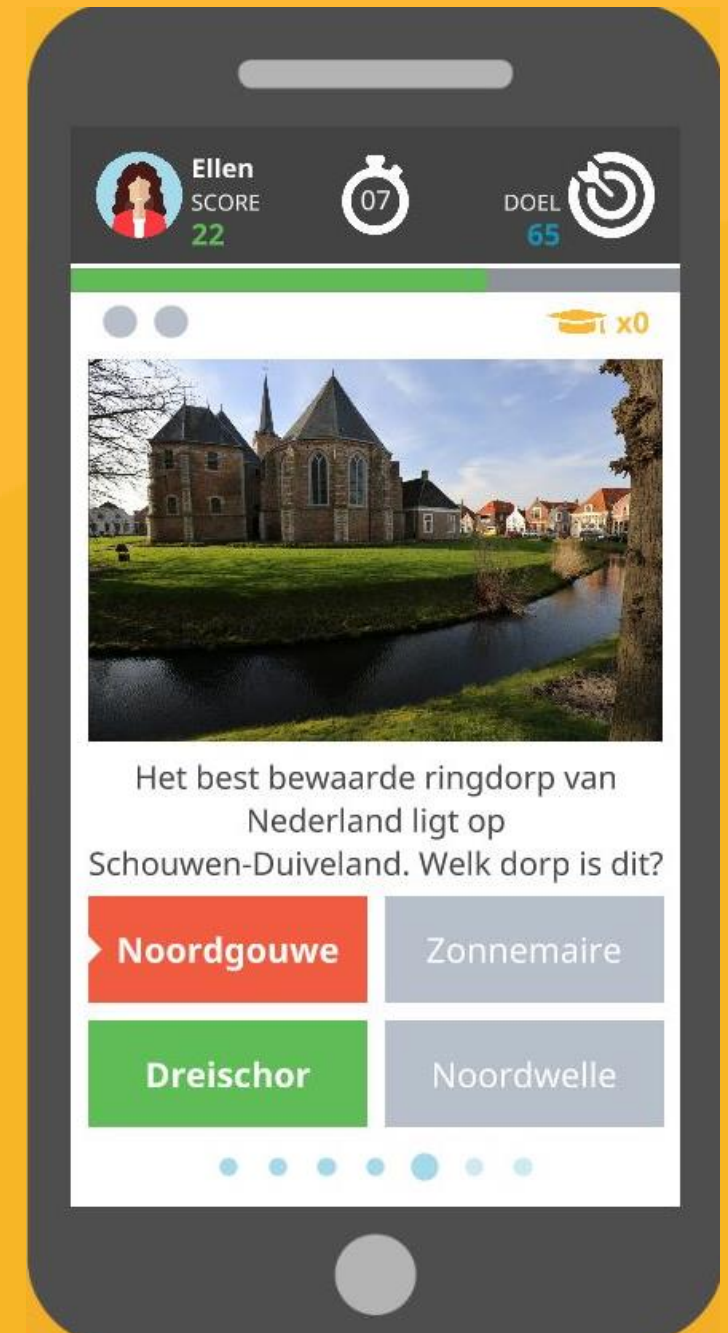 Ellen
SCORE
22
07
DOEL
65
x0
Het best bewaarde ringdorp van
Nederland ligt op
Schouwen-Duiveland. Welk dorp is dit?
Noordgouwe
Zonnemaire
Dreischor
Noordwelle